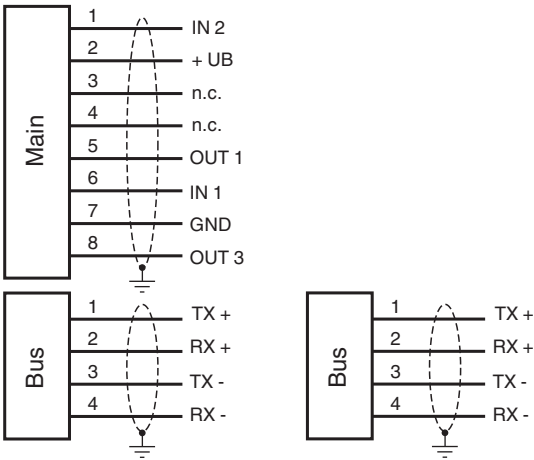 Main
1 IN 2
2 + UB
3 n.c.
4 n.c.
5 OUT 1
6 IN 1
7 GND
8 OUT 3
Bus
1 TX +
2 RX +
3 TX -
4 RX -
Bus
1 TX +
2 RX +
3 TX -
4 RX -